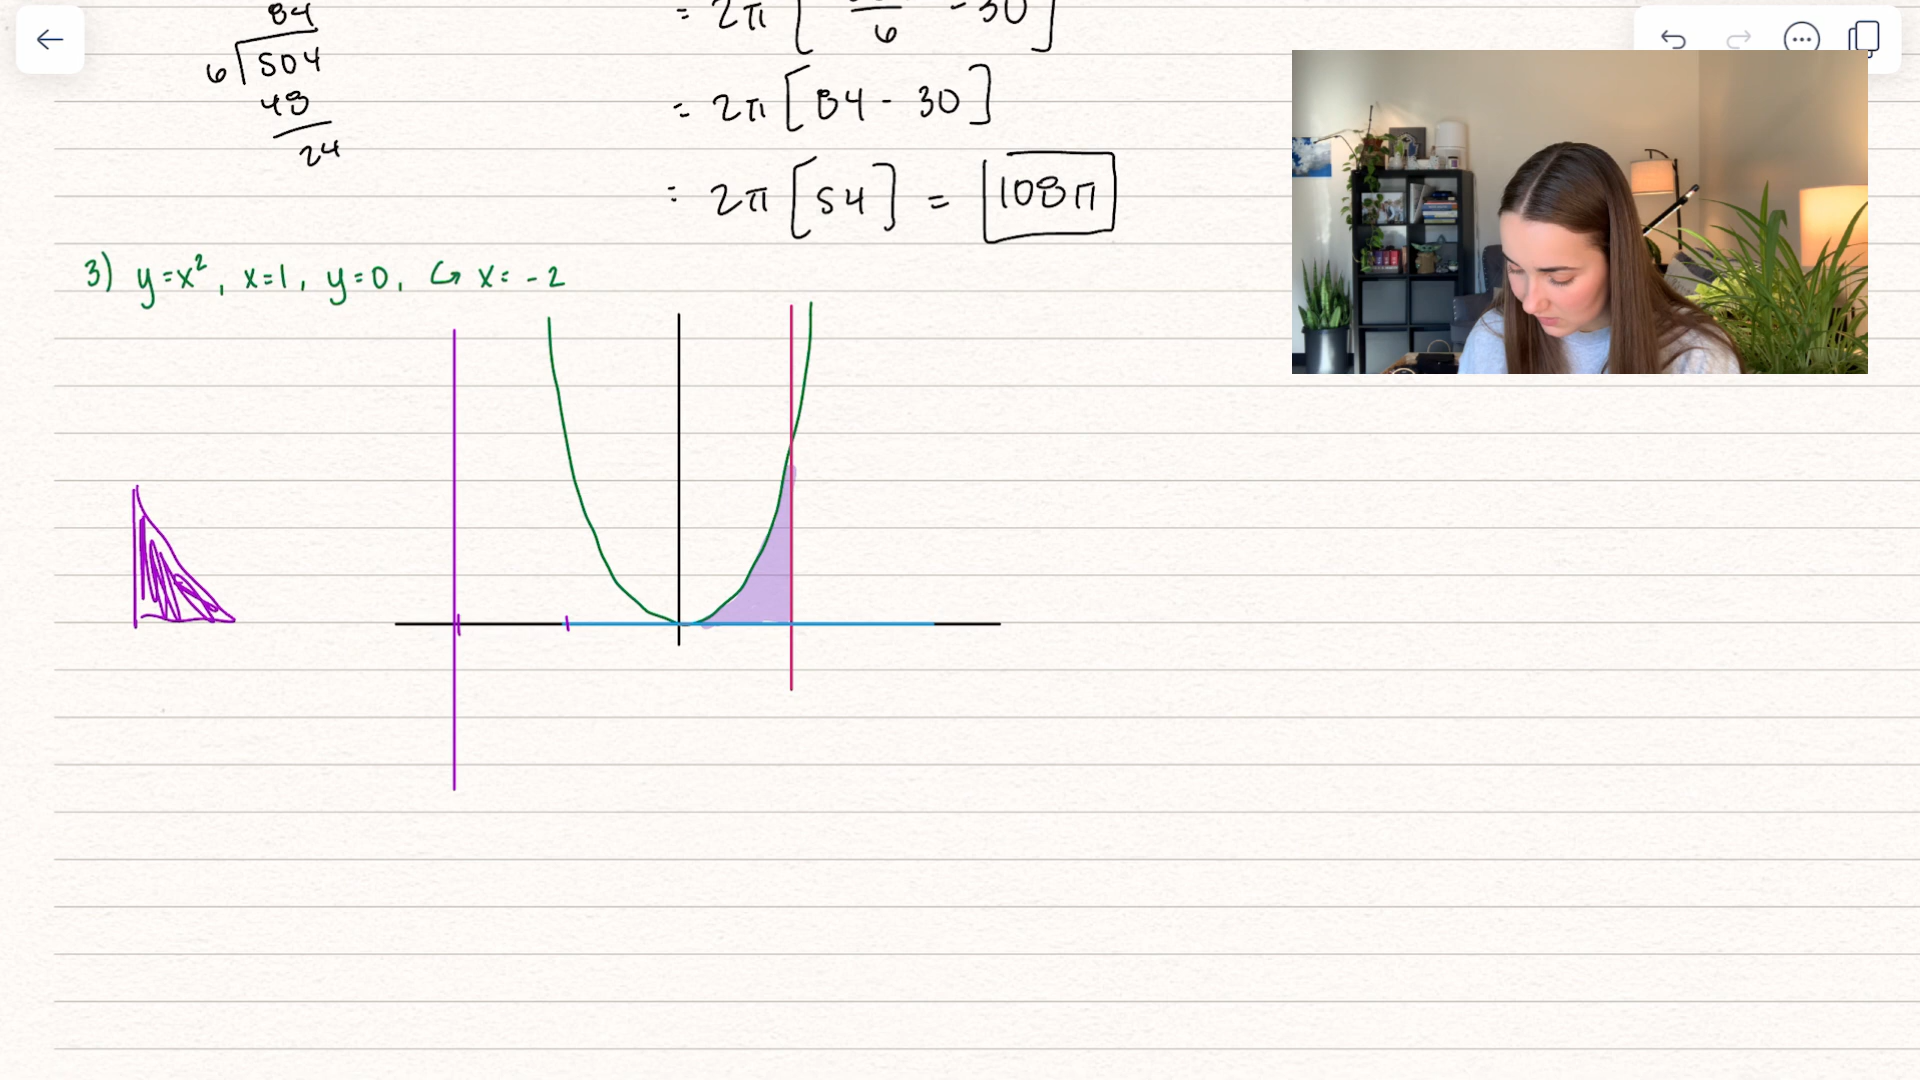 84
6 504
48
24
= 2π [ /6 - 30 ]
= 2π [84 - 30]
= 2π [54] = 108π
3) y=x², x=1, y=0, ↪ x= -2